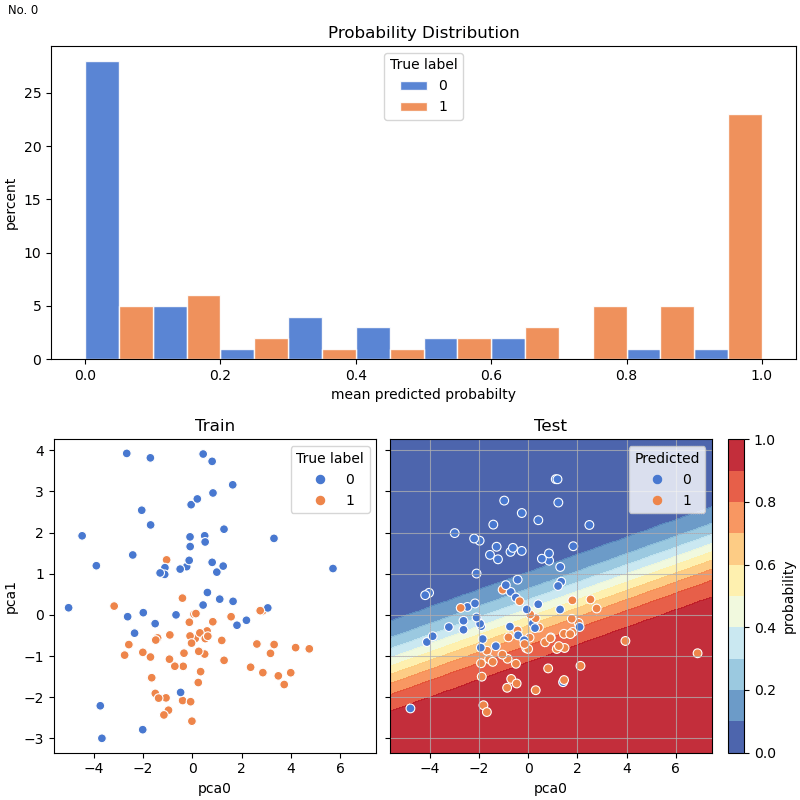 No. 0
Probability Distribution
True label
0
1
percent
25
20
15
10
5
0
0.0 0.2 0.4 0.6 0.8 1.0
mean predicted probabilty
Train
True label
0
1
pca1
4
3
2
1
0
−1
−2
−3
−4 −2 0 2 4 6
pca0
Test
Predicted
0
1
−4 −2 0 2 4 6
pca0
1.0
0.8
0.6
0.4
0.2
0.0
probability